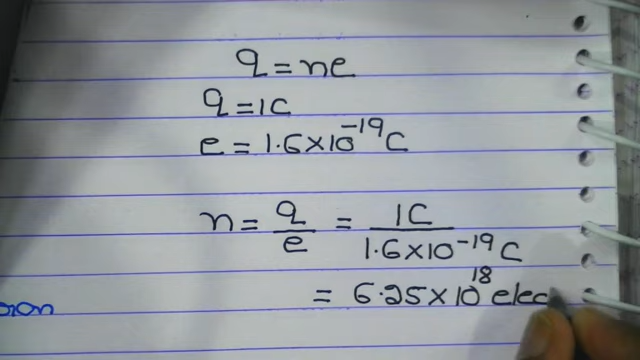 q = ne
q = 1C
e = 1.6×10⁻¹⁹C
n = q/e = 1C/1.6×10⁻¹⁹C
= 6.25×10¹⁸ elec